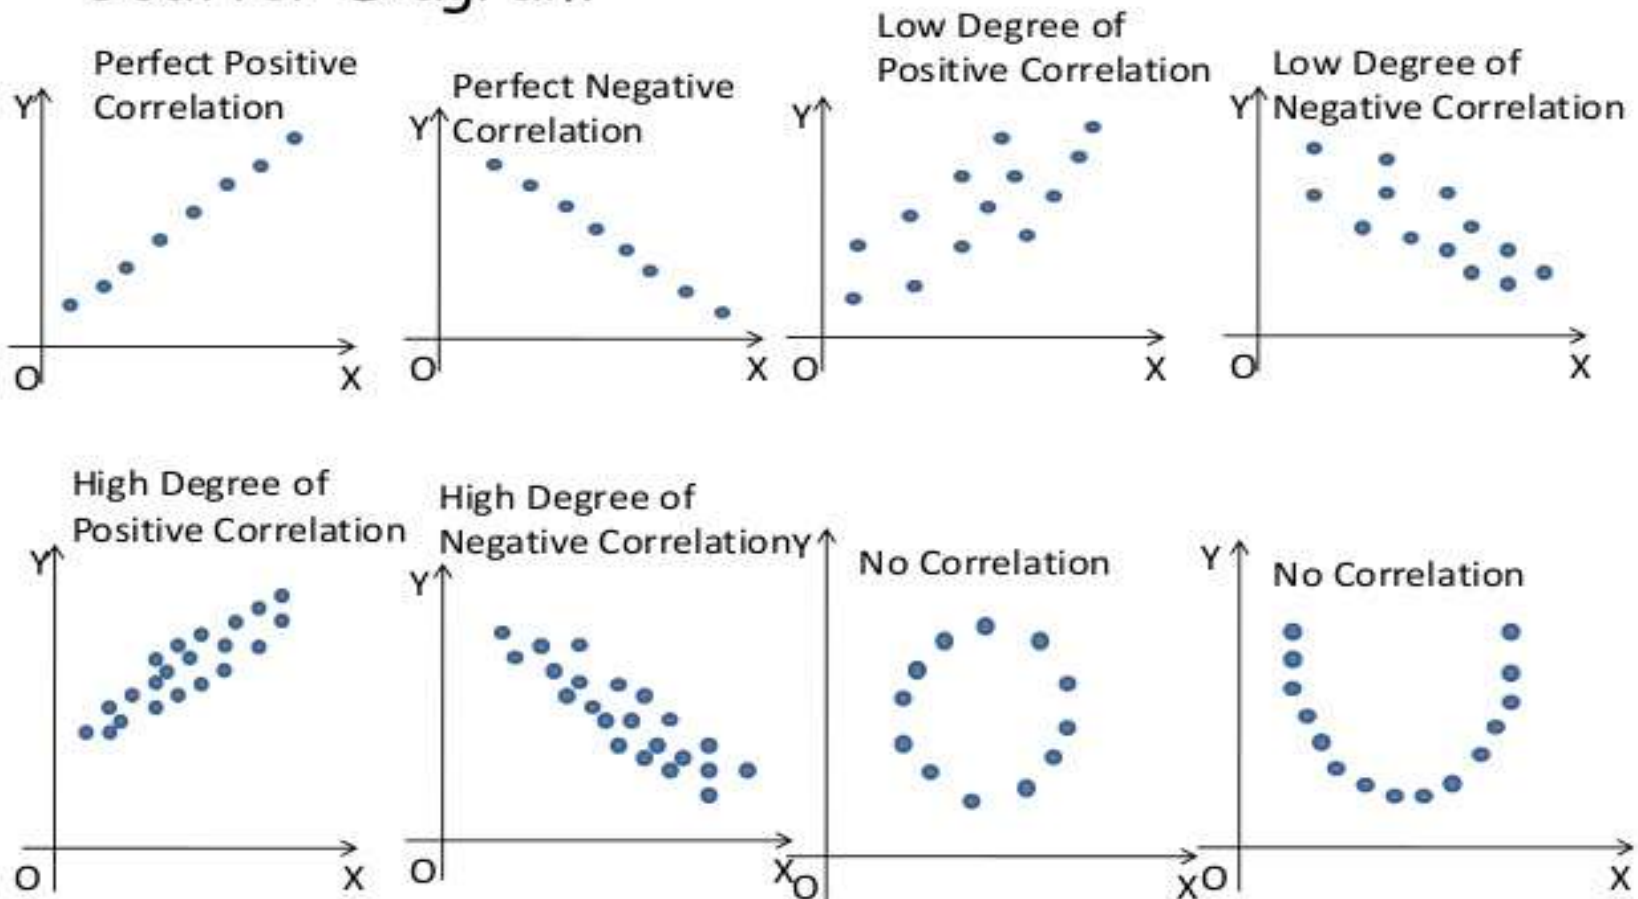 Perfect Positive
Correlation
Y
O
X
Perfect Negative
Correlation
Y
O
X
Low Degree of
Positive Correlation
Y
O
X
Low Degree of
Negative Correlation
Y
O
X
High Degree of
Positive Correlation
Y
O
X
High Degree of
Negative Correlation
Y
O
X
No Correlation
Y
O
X
No Correlation
Y
O
X